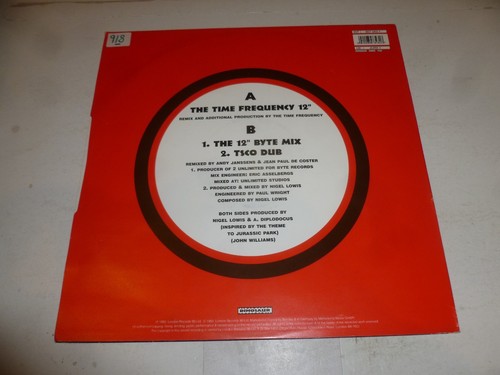 913
A
THE TIME FREQUENCY 12"
REMIX AND ADDITIONAL PRODUCTION BY THE TIME FREQUENCY
B
1. THE 12" BYTE MIX
2. TSCO DUB
REMIXED BY ANDY JANSSENS & JEAN PAUL DE COSTER
1. PRODUCER OF 2 UNLIMITED FOR BYTE RECORDS
MIX ENGINEER: ERIC ASSELBERGS
MIXED AT: UNLIMITED STUDIOS
2. PRODUCED & MIXED BY NIGEL LOWIS
ENGINEERED BY PAUL WRIGHT
COMPOSED BY NIGEL LOWIS
BOTH SIDES PRODUCED BY
NIGEL LOWIS & A. DIPLODOCUS
(INSPIRED BY THE THEME
TO JURASSIC PARK)
(JOHN WILLIAMS)
DINOSAUR